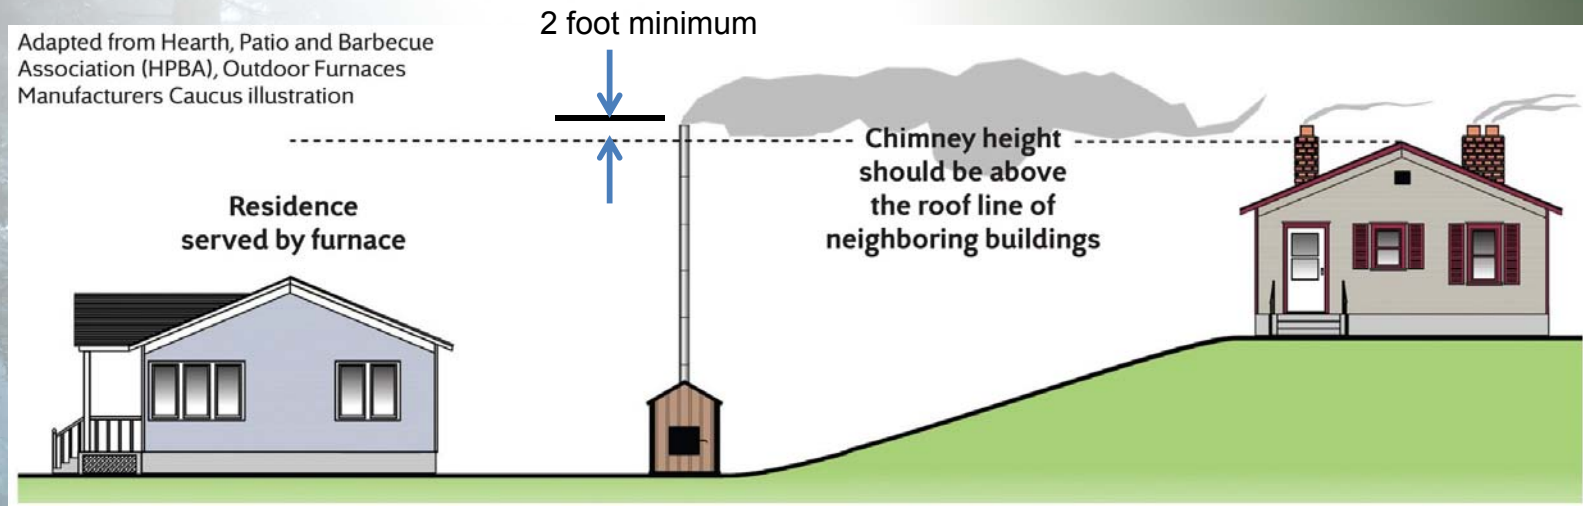 2 foot minimum
Adapted from Hearth, Patio and Barbecue
Association (HPBA), Outdoor Furnaces
Manufacturers Caucus illustration
Chimney height
should be above
the roof line of
neighboring buildings
Residence
served by furnace